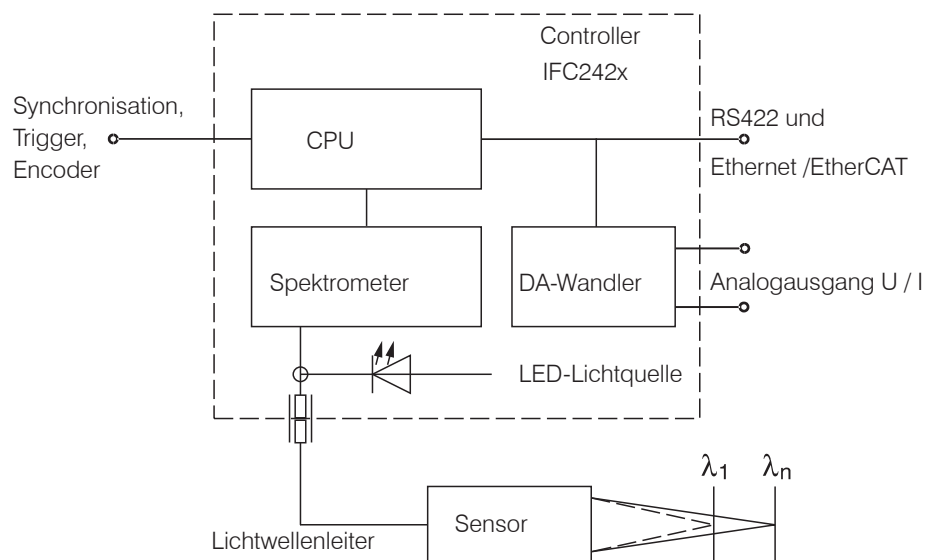 Controller
IFC242x
Synchronisation,
Trigger,
Encoder
CPU
RS422 und
Ethernet /EtherCAT
Spektrometer
DA-Wandler
Analogausgang U / I
LED-Lichtquelle
λ1
λn
Sensor
Lichtwellenleiter